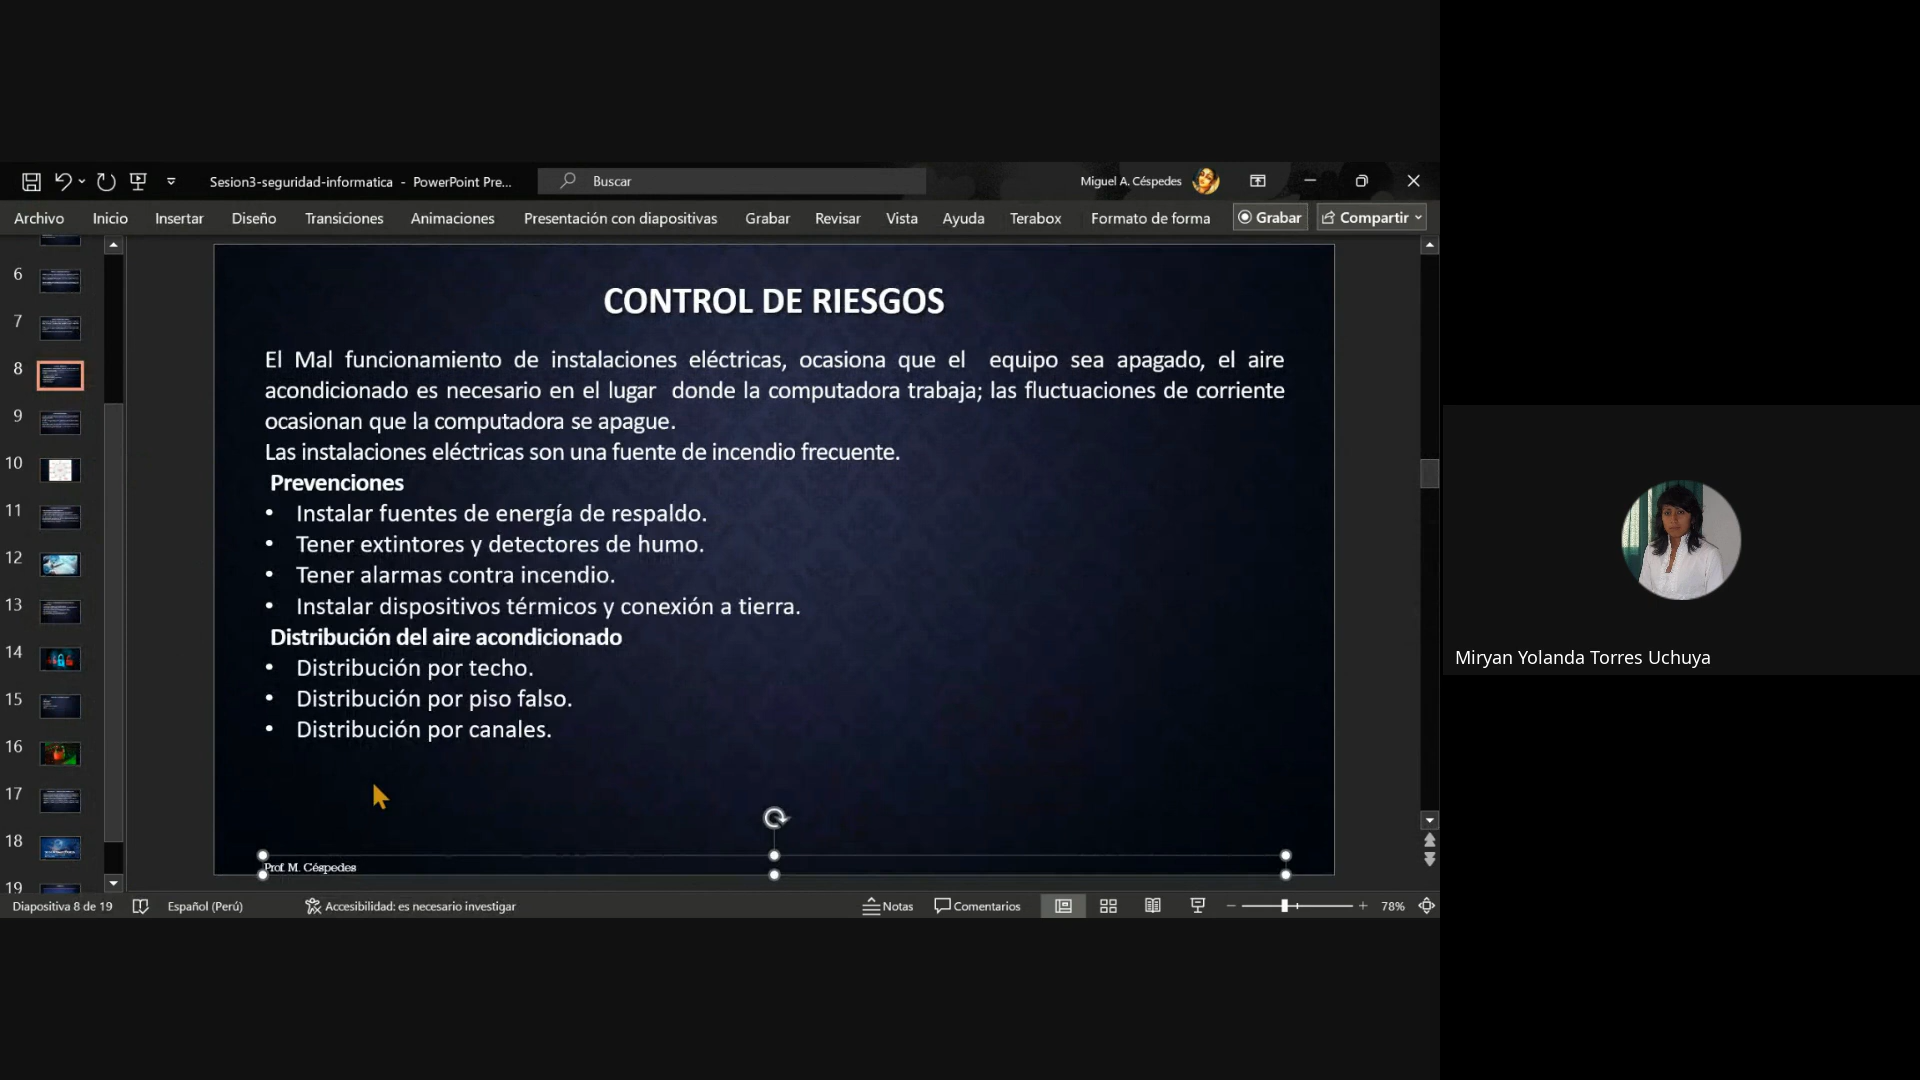 Sesion3-seguridad-informatica - PowerPoint Pre...
Buscar
Miguel A. Céspedes
Archivo Inicio Insertar Diseño Transiciones Animaciones Presentación con diapositivas Grabar Revisar Vista Ayuda Terabox Formato de forma Grabar Compartir
6
7
8
9
10
11
12
13
14
15
16
17
18
19
CONTROL DE RIESGOS
El Mal funcionamiento de instalaciones eléctricas, ocasiona que el equipo sea apagado, el aire
acondicionado es necesario en el lugar donde la computadora trabaja; las fluctuaciones de corriente
ocasionan que la computadora se apague.
Las instalaciones eléctricas son una fuente de incendio frecuente.
Prevenciones
• Instalar fuentes de energía de respaldo.
• Tener extintores y detectores de humo.
• Tener alarmas contra incendio.
• Instalar dispositivos térmicos y conexión a tierra.
Distribución del aire acondicionado
• Distribución por techo.
• Distribución por piso falso.
• Distribución por canales.
Prof. M. Céspedes
Diapositiva 8 de 19 Español (Perú) Accesibilidad: es necesario investigar Notas Comentarios 78%
Miryan Yolanda Torres Uchuya